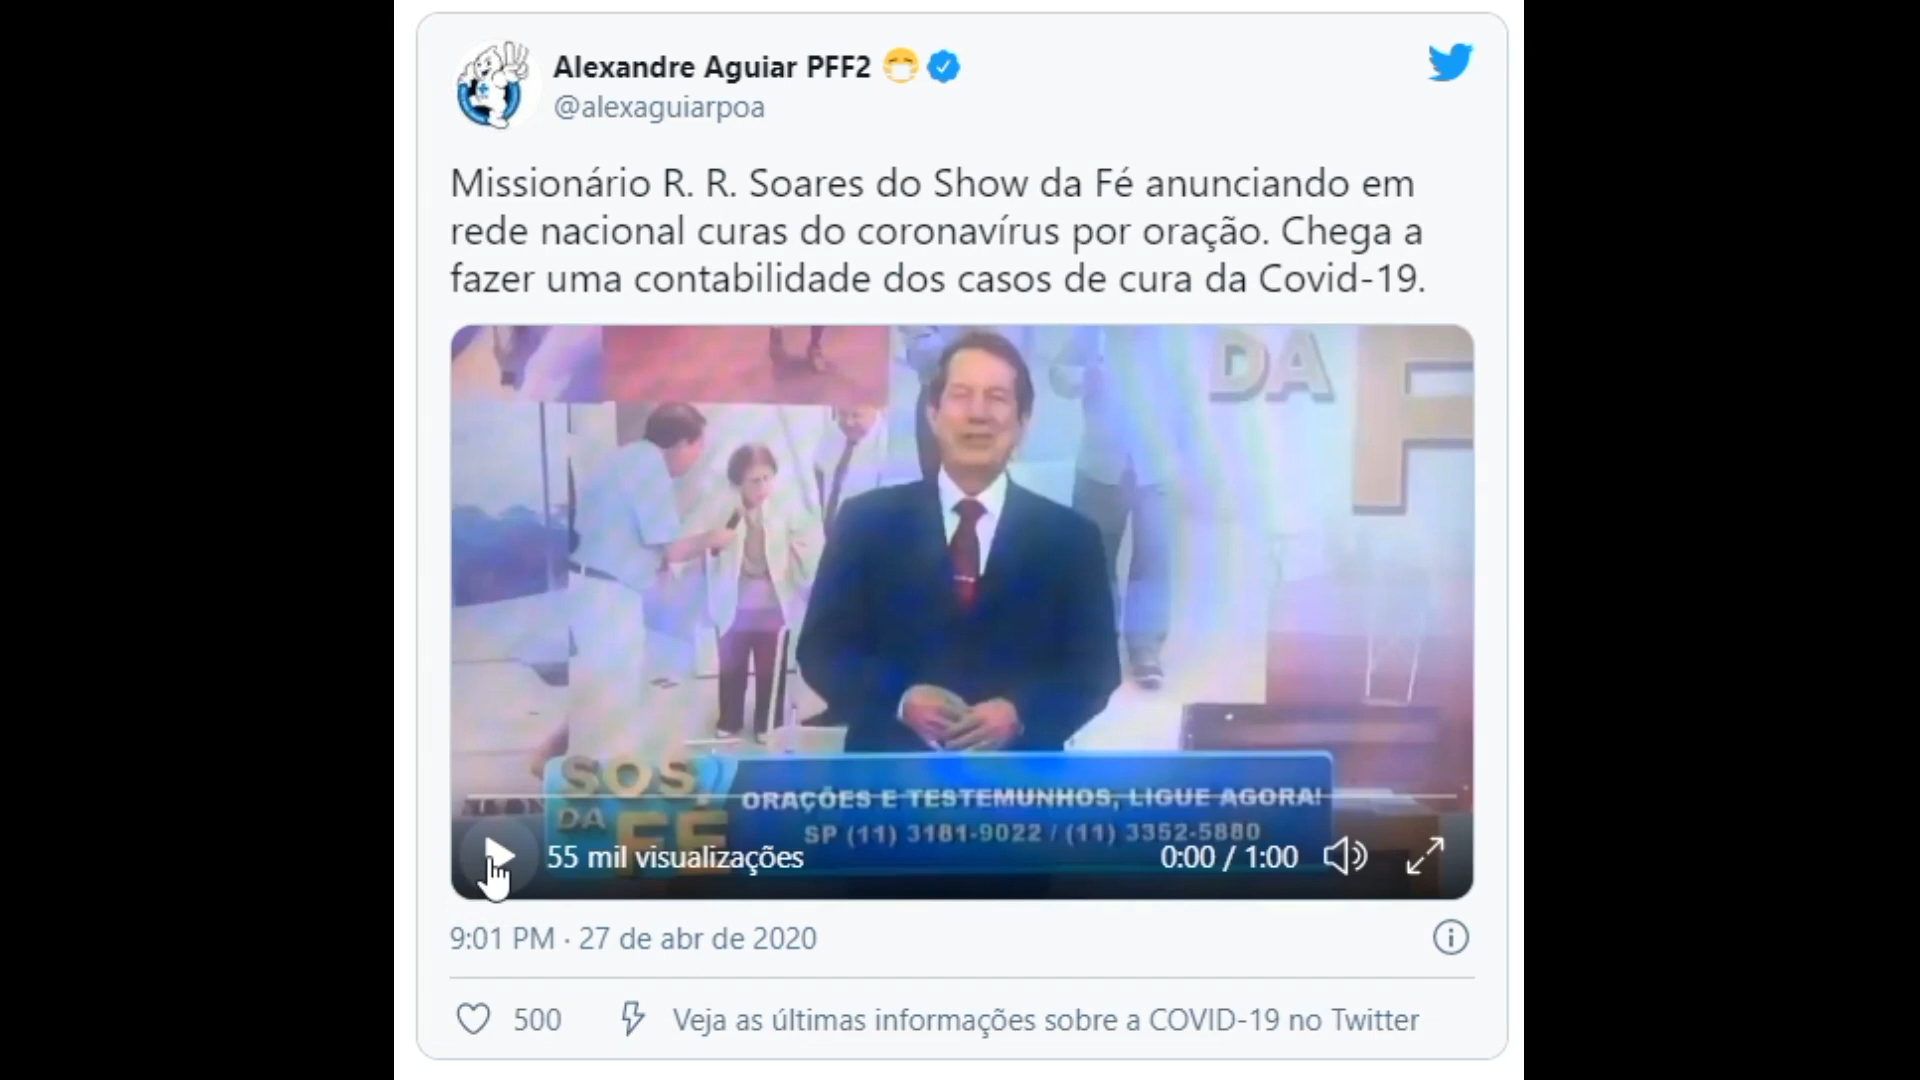 Alexandre Aguiar PFF2
@alexaguiarpoa
Missionário R. R. Soares do Show da Fé anunciando em
rede nacional curas do coronavírus por oração. Chega a
fazer uma contabilidade dos casos de cura da Covid-19.
DA
F
SOS
DA
FÉ
ORAÇÕES E TESTEMUNHOS, LIGUE AGORA!
SP (11) 3181-9022 / (11) 3352-5880
55 mil visualizações
0:00 / 1:00
9:01 PM · 27 de abr de 2020
500
Veja as últimas informações sobre a COVID-19 no Twitter